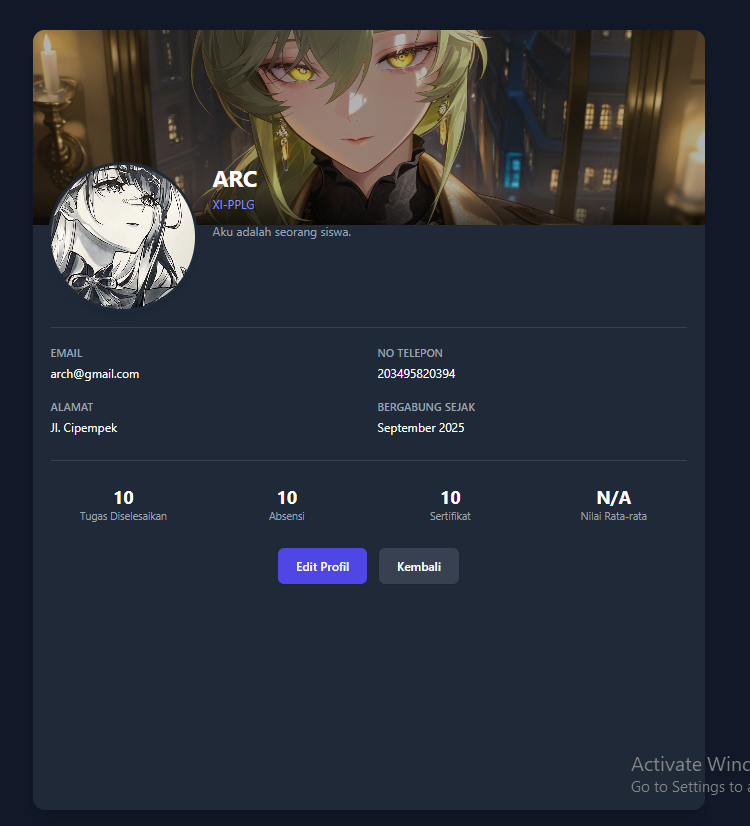 ARC
XI-PPLG
Aku adalah seorang siswa.
EMAIL
arch@gmail.com
NO TELEPON
203495820394
ALAMAT
Jl. Cipempek
BERGABUNG SEJAK
September 2025
10
Tugas Diselesaikan
10
Absensi
10
Sertifikat
N/A
Nilai Rata-rata
Edit Profil
Kembali
Activate Wind
Go to Settings to a